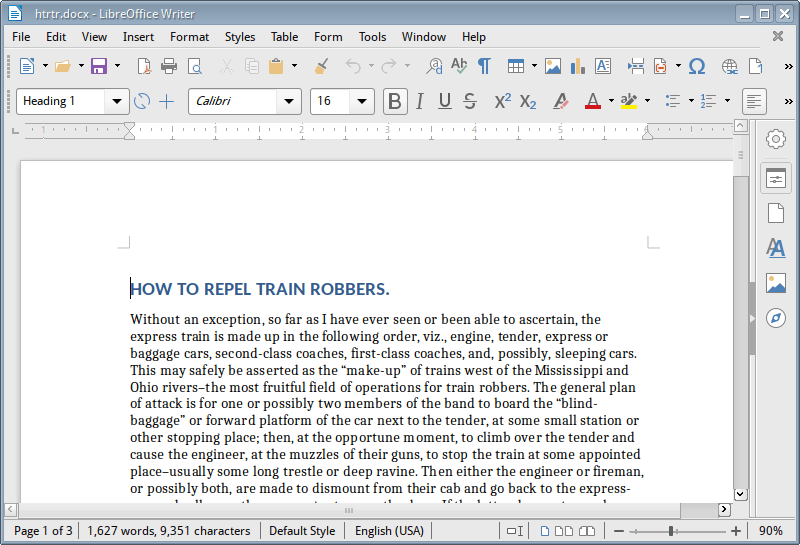 htrtr.docx - LibreOffice Writer
File Edit View Insert Format Styles Table Form Tools Window Help
Heading 1 Calibri 16
1 1 2 3 4 5 6
HOW TO REPEL TRAIN ROBBERS.
Without an exception, so far as I have ever seen or been able to ascertain, the
express train is made up in the following order, viz., engine, tender, express or
baggage cars, second-class coaches, first-class coaches, and, possibly, sleeping cars.
This may safely be asserted as the “make-up” of trains west of the Mississippi and
Ohio rivers–the most fruitful field of operations for train robbers. The general plan
of attack is for one or possibly two members of the band to board the “blind-
baggage” or forward platform of the car next to the tender, at some small station or
other stopping place; then, at the opportune moment, to climb over the tender and
cause the engineer, at the muzzles of their guns, to stop the train at some appointed
place–usually some long trestle or deep ravine. Then either the engineer or fireman,
or possibly both, are made to dismount from their cab and go back to the express-
Page 1 of 3 1,627 words, 9,351 characters Default Style English (USA) 90%